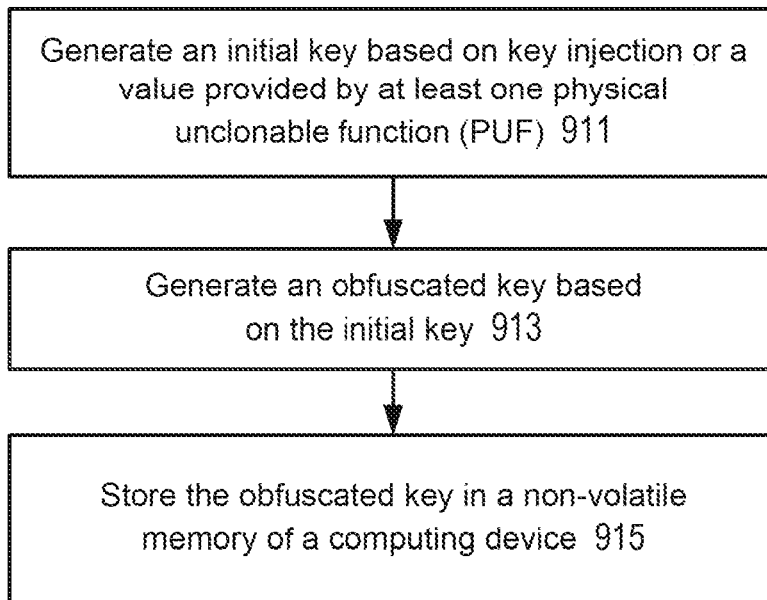 Generate an initial key based on key injection or a
value provided by at least one physical
unclonable function (PUF) 911
Generate an obfuscated key based
on the initial key 913
Store the obfuscated key in a non-volatile
memory of a computing device 915